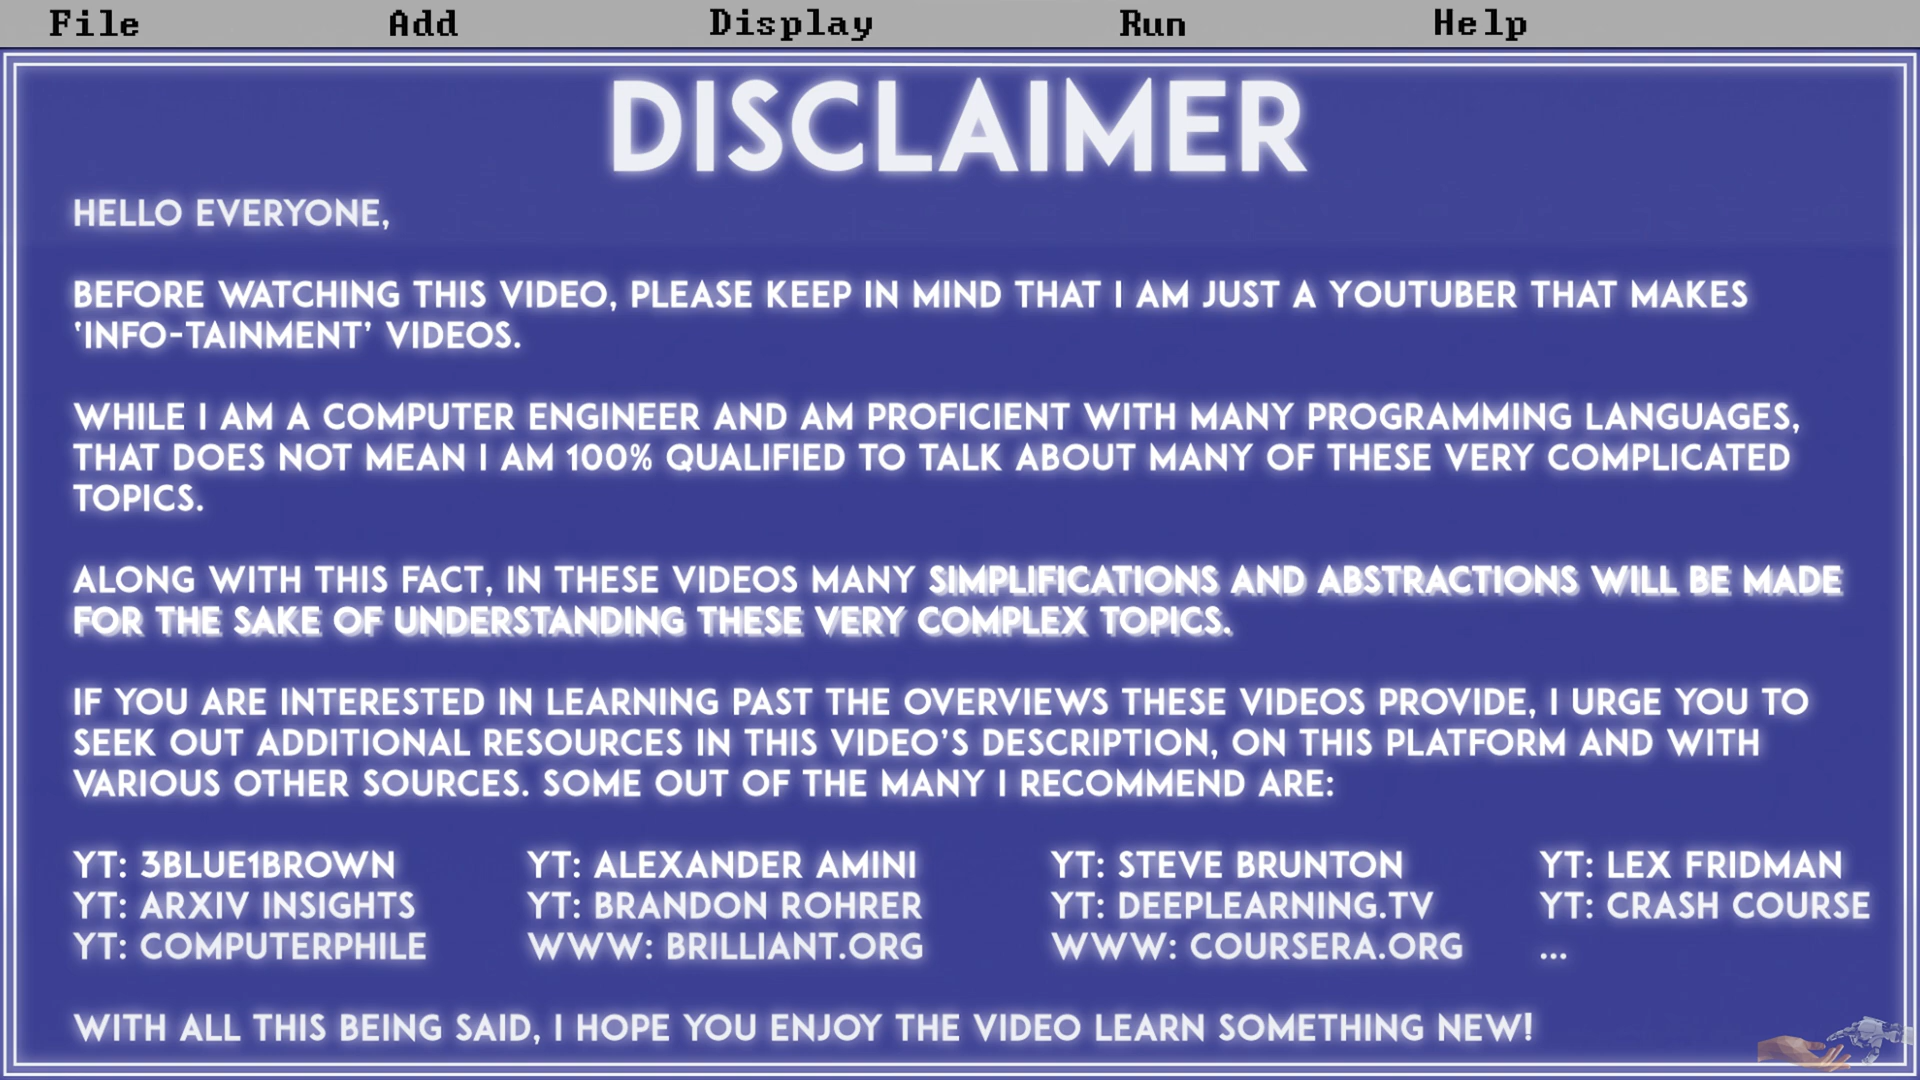 File Add Display Run Help
DISCLAIMER
HELLO EVERYONE,
BEFORE WATCHING THIS VIDEO, PLEASE KEEP IN MIND THAT I AM JUST A YOUTUBER THAT MAKES
'INFO-TAINMENT' VIDEOS.
WHILE I AM A COMPUTER ENGINEER AND AM PROFICIENT WITH MANY PROGRAMMING LANGUAGES,
THAT DOES NOT MEAN I AM 100% QUALIFIED TO TALK ABOUT MANY OF THESE VERY COMPLICATED
TOPICS.
ALONG WITH THIS FACT, IN THESE VIDEOS MANY SIMPLIFICATIONS AND ABSTRACTIONS WILL BE MADE
FOR THE SAKE OF UNDERSTANDING THESE VERY COMPLEX TOPICS.
IF YOU ARE INTERESTED IN LEARNING PAST THE OVERVIEWS THESE VIDEOS PROVIDE, I URGE YOU TO
SEEK OUT ADDITIONAL RESOURCES IN THIS VIDEO'S DESCRIPTION, ON THIS PLATFORM AND WITH
VARIOUS OTHER SOURCES. SOME OUT OF THE MANY I RECOMMEND ARE:
YT: 3BLUE1BROWN YT: ALEXANDER AMINI YT: STEVE BRUNTON YT: LEX FRIDMAN
YT: ARXIV INSIGHTS YT: BRANDON ROHRER YT: DEEPLEARNING.TV YT: CRASH COURSE
YT: COMPUTERPHILE WWW: BRILLIANT.ORG WWW: COURSERA.ORG ...
WITH ALL THIS BEING SAID, I HOPE YOU ENJOY THE VIDEO LEARN SOMETHING NEW!